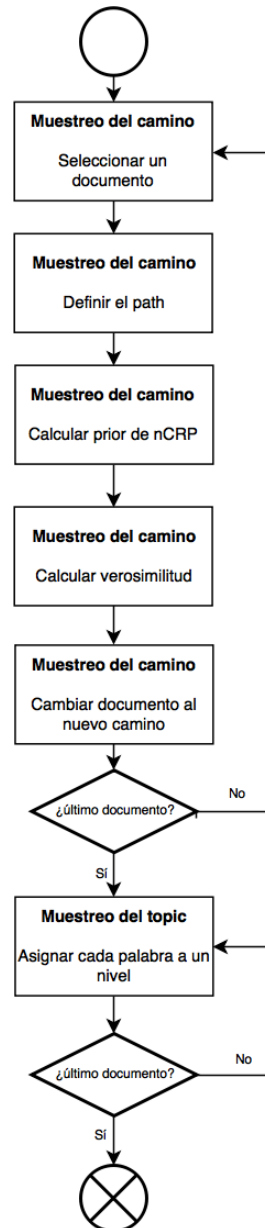 Muestreo del camino
Seleccionar un
documento
Muestreo del camino
Definir el path
Muestreo del camino
Calcular prior de nCRP
Muestreo del camino
Calcular verosimilitud
Muestreo del camino
Cambiar documento al
nuevo camino
¿último documento?
No
Sí
Muestreo del topic
Asignar cada palabra a un
nivel
¿último documento?
No
Sí